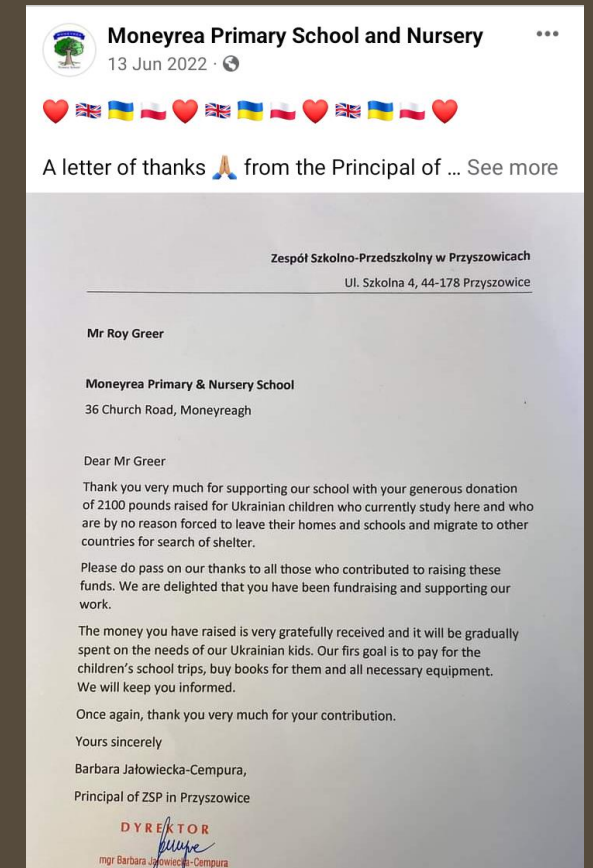 Moneyrea Primary School and Nursery
13 Jun 2022 ·
A letter of thanks 🙏🏼 from the Principal of ... See more
Zespół Szkolno-Przedszkolny w Przyszowicach
Ul. Szkolna 4, 44-178 Przyszowice
Mr Roy Greer
Moneyrea Primary & Nursery School
36 Church Road, Moneyreagh
Dear Mr Greer
Thank you very much for supporting our school with your generous donation
of 2100 pounds raised for Ukrainian children who currently study here and who
are by no reason forced to leave their homes and schools and migrate to other
countries for search of shelter.
Please do pass on our thanks to all those who contributed to raising these
funds. We are delighted that you have been fundraising and supporting our
work.
The money you have raised is very gratefully received and it will be gradually
spent on the needs of our Ukrainian kids. Our firs goal is to pay for the
children's school trips, buy books for them and all necessary equipment.
We will keep you informed.
Once again, thank you very much for your contribution.
Yours sincerely
Barbara Jałowiecka-Cempura,
Principal of ZSP in Przyszowice
DYREKTOR
mgr Barbara Jałowiecka-Cempura